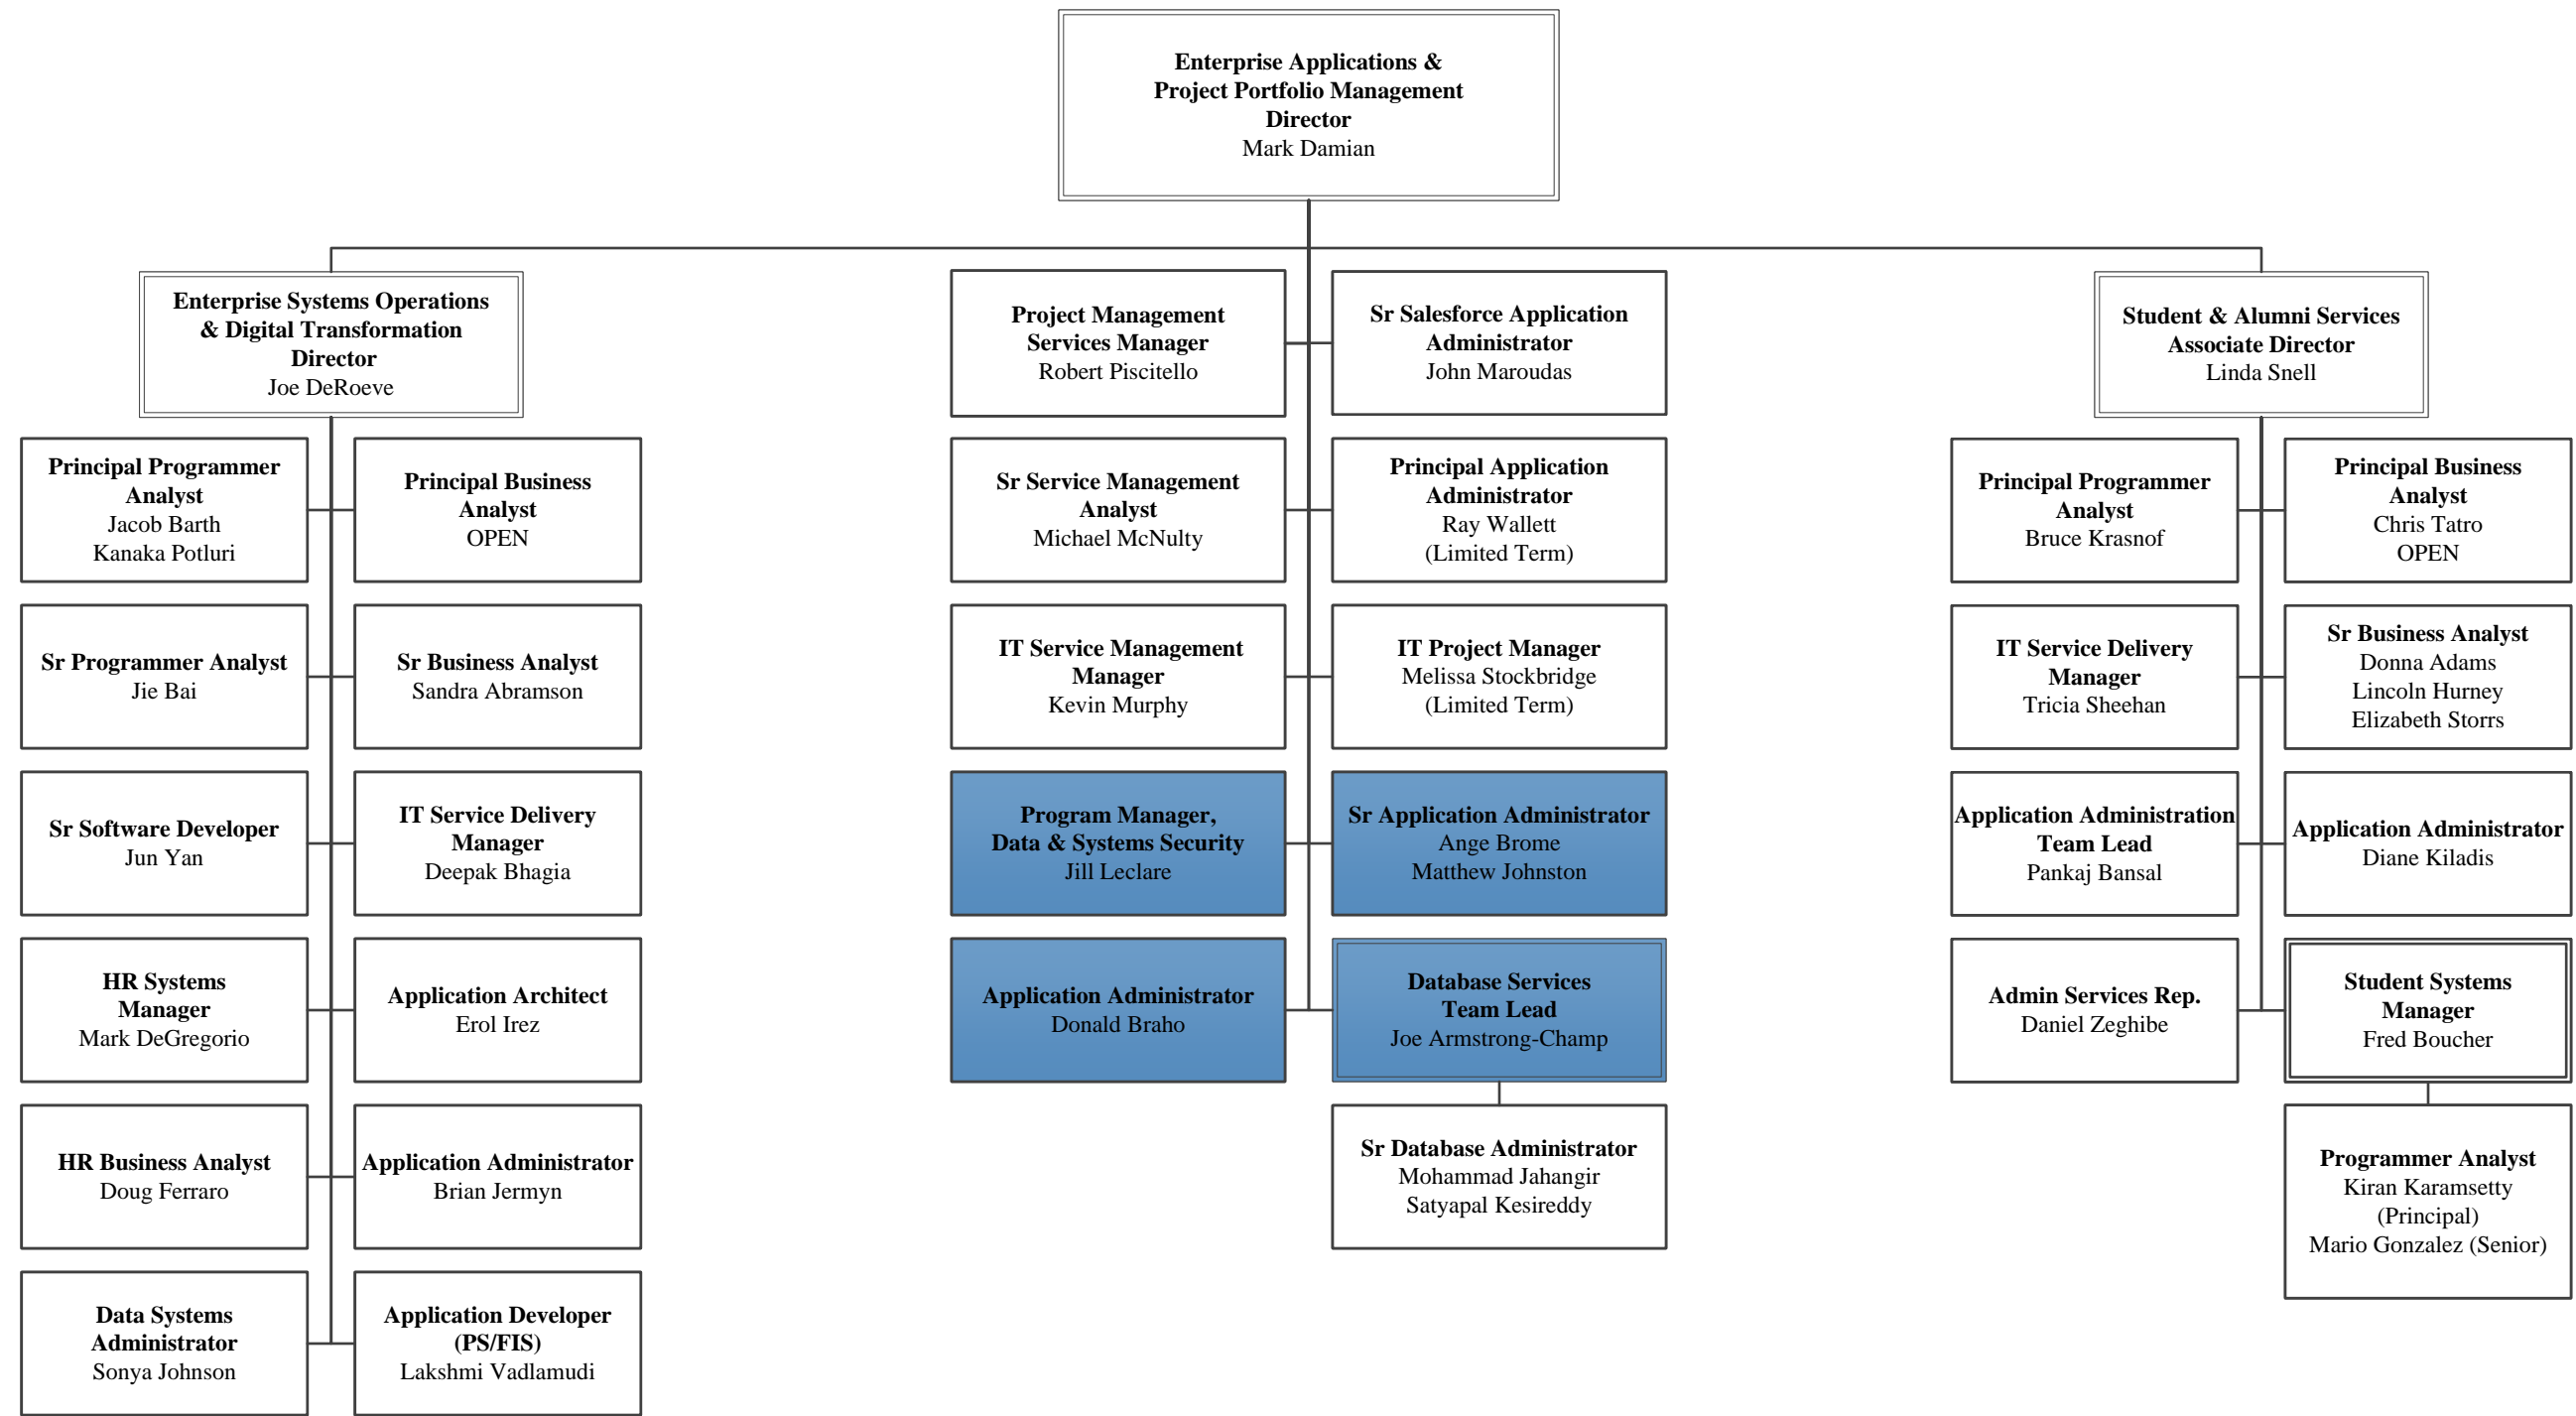 Enterprise Applications &
Project Portfolio Management
Director
Mark Damian
Enterprise Systems Operations
& Digital Transformation
Director
Joe DeRoeve
Principal Programmer
Analyst
Jacob Barth
Kanaka Potluri
Principal Business
Analyst
OPEN
Sr Programmer Analyst
Jie Bai
Sr Business Analyst
Sandra Abramson
Sr Software Developer
Jun Yan
IT Service Delivery
Manager
Deepak Bhagia
HR Systems
Manager
Mark DeGregorio
Application Architect
Erol Irez
HR Business Analyst
Doug Ferraro
Application Administrator
Brian Jermyn
Data Systems
Administrator
Sonya Johnson
Application Developer
(PS/FIS)
Lakshmi Vadlamudi
Project Management
Services Manager
Robert Piscitello
Sr Salesforce Application
Administrator
John Maroudas
Sr Service Management
Analyst
Michael McNulty
Principal Application
Administrator
Ray Wallett
(Limited Term)
IT Service Management
Manager
Kevin Murphy
IT Project Manager
Melissa Stockbridge
(Limited Term)
Program Manager,
Data & Systems Security
Jill Leclare
Sr Application Administrator
Ange Brome
Matthew Johnston
Application Administrator
Donald Braho
Database Services
Team Lead
Joe Armstrong-Champ
Sr Database Administrator
Mohammad Jahangir
Satyapal Kesireddy
Student & Alumni Services
Associate Director
Linda Snell
Principal Programmer
Analyst
Bruce Krasnof
Principal Business
Analyst
Chris Tatro
OPEN
IT Service Delivery
Manager
Tricia Sheehan
Sr Business Analyst
Donna Adams
Lincoln Hurney
Elizabeth Storrs
Application Administration
Team Lead
Pankaj Bansal
Application Administrator
Diane Kiladis
Admin Services Rep.
Daniel Zeghibe
Student Systems
Manager
Fred Boucher
Programmer Analyst
Kiran Karamsetty
(Principal)
Mario Gonzalez (Senior)